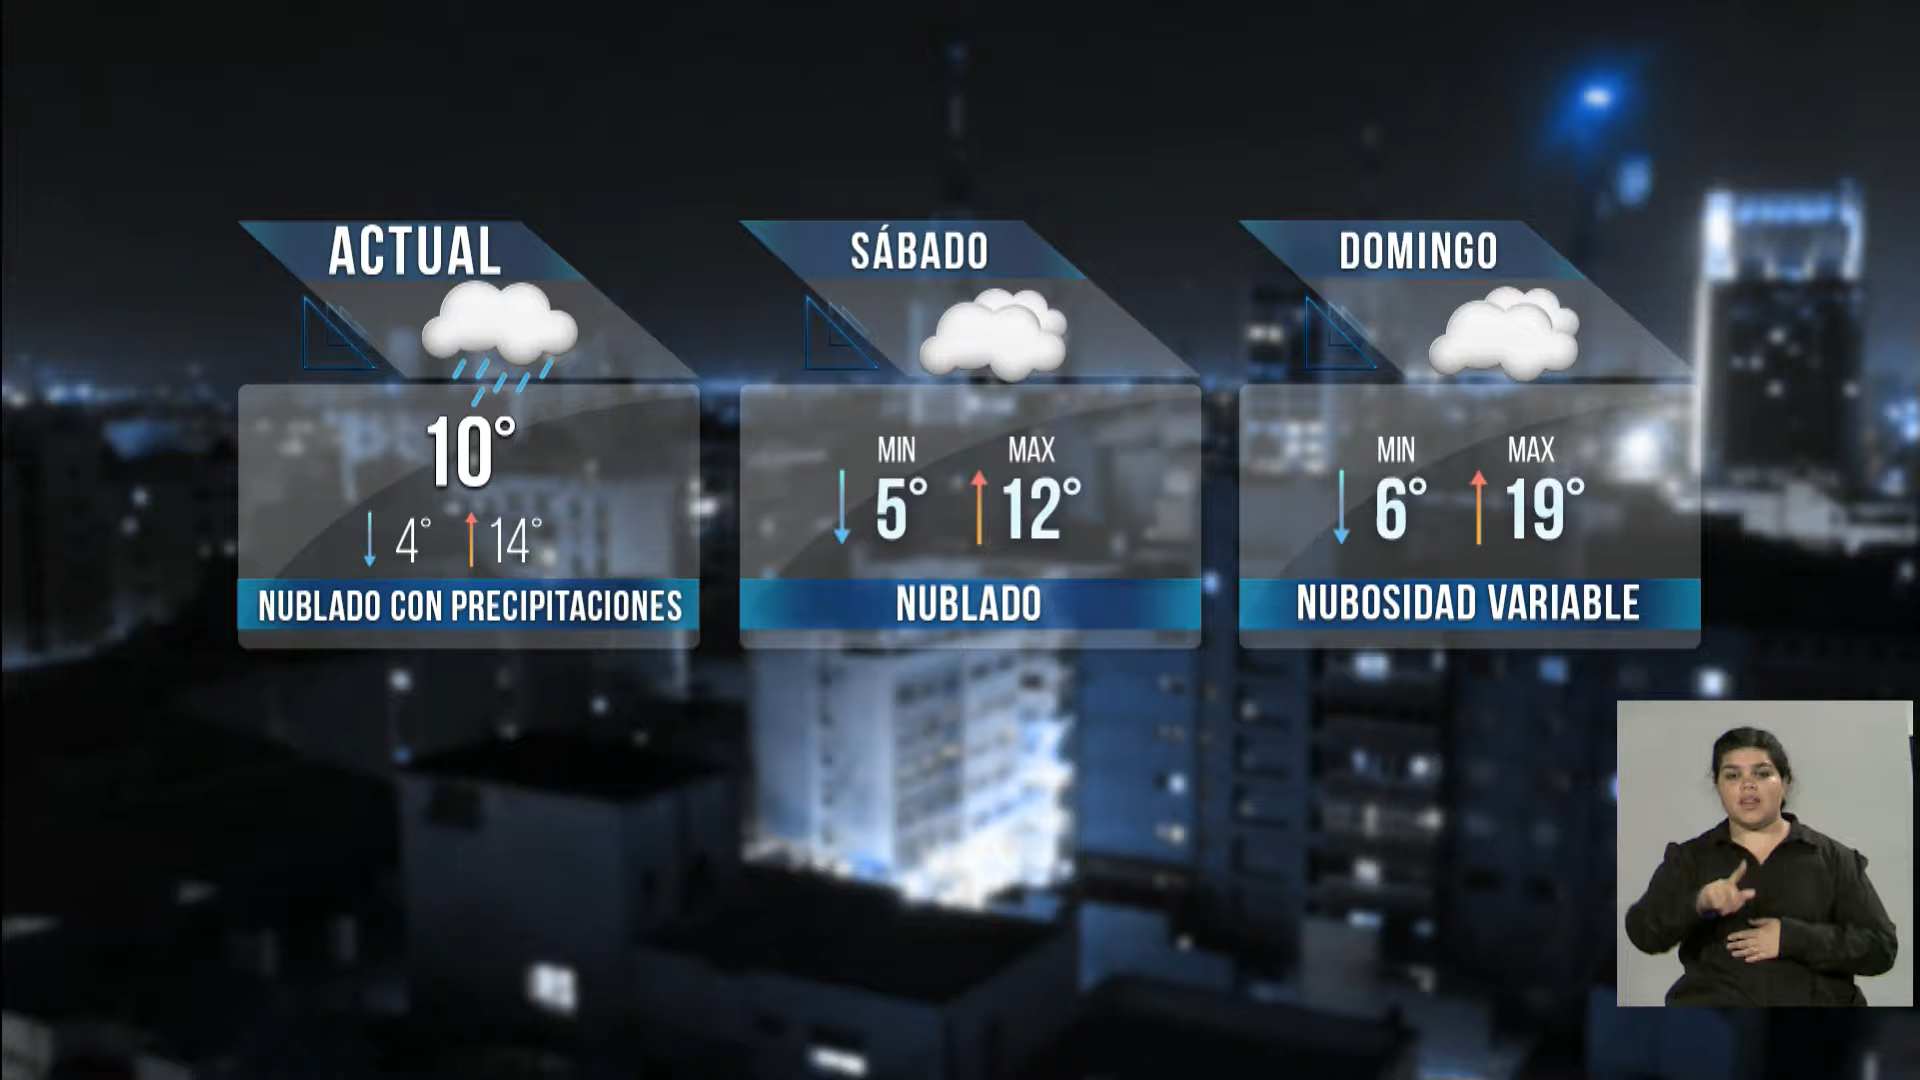 ACTUAL
10°
4° 14°
NUBLADO CON PRECIPITACIONES
SÁBADO
MIN MAX
5° 12°
NUBLADO
DOMINGO
MIN MAX
6° 19°
NUBOSIDAD VARIABLE